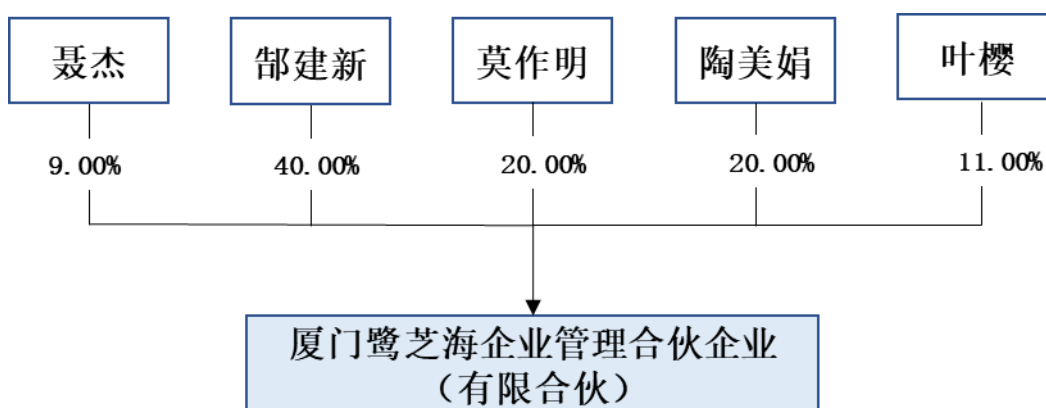 聂杰
郜建新
莫作明
陶美娟
叶樱
9.00%
40.00%
20.00%
20.00%
11.00%
厦门鹭芝海企业管理合伙企业
（有限合伙）